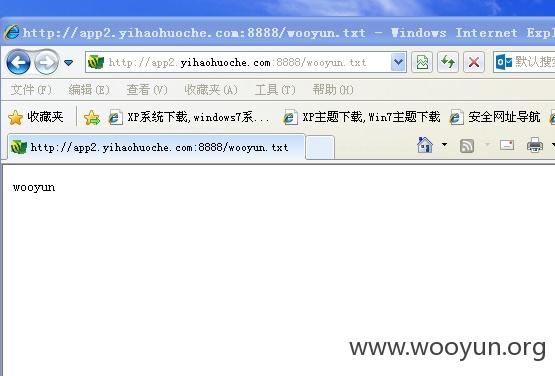 http://app2.yihaohuoche.com:8888/wooyun.txt - Windows Internet Expl
http://app2.yihaohuoche.com:8888/wooyun.txt
默认搜索
文件(F) 编辑(E) 查看(V) 收藏夹(A) 工具(T) 帮助(H)
收藏夹 XP系统下载,windows7系... XP主题下载,Win7主题下载 安全网址导航
http://app2.yihaohuoche.com:8888/wooyun.txt
wooyun
www.wooyun.org